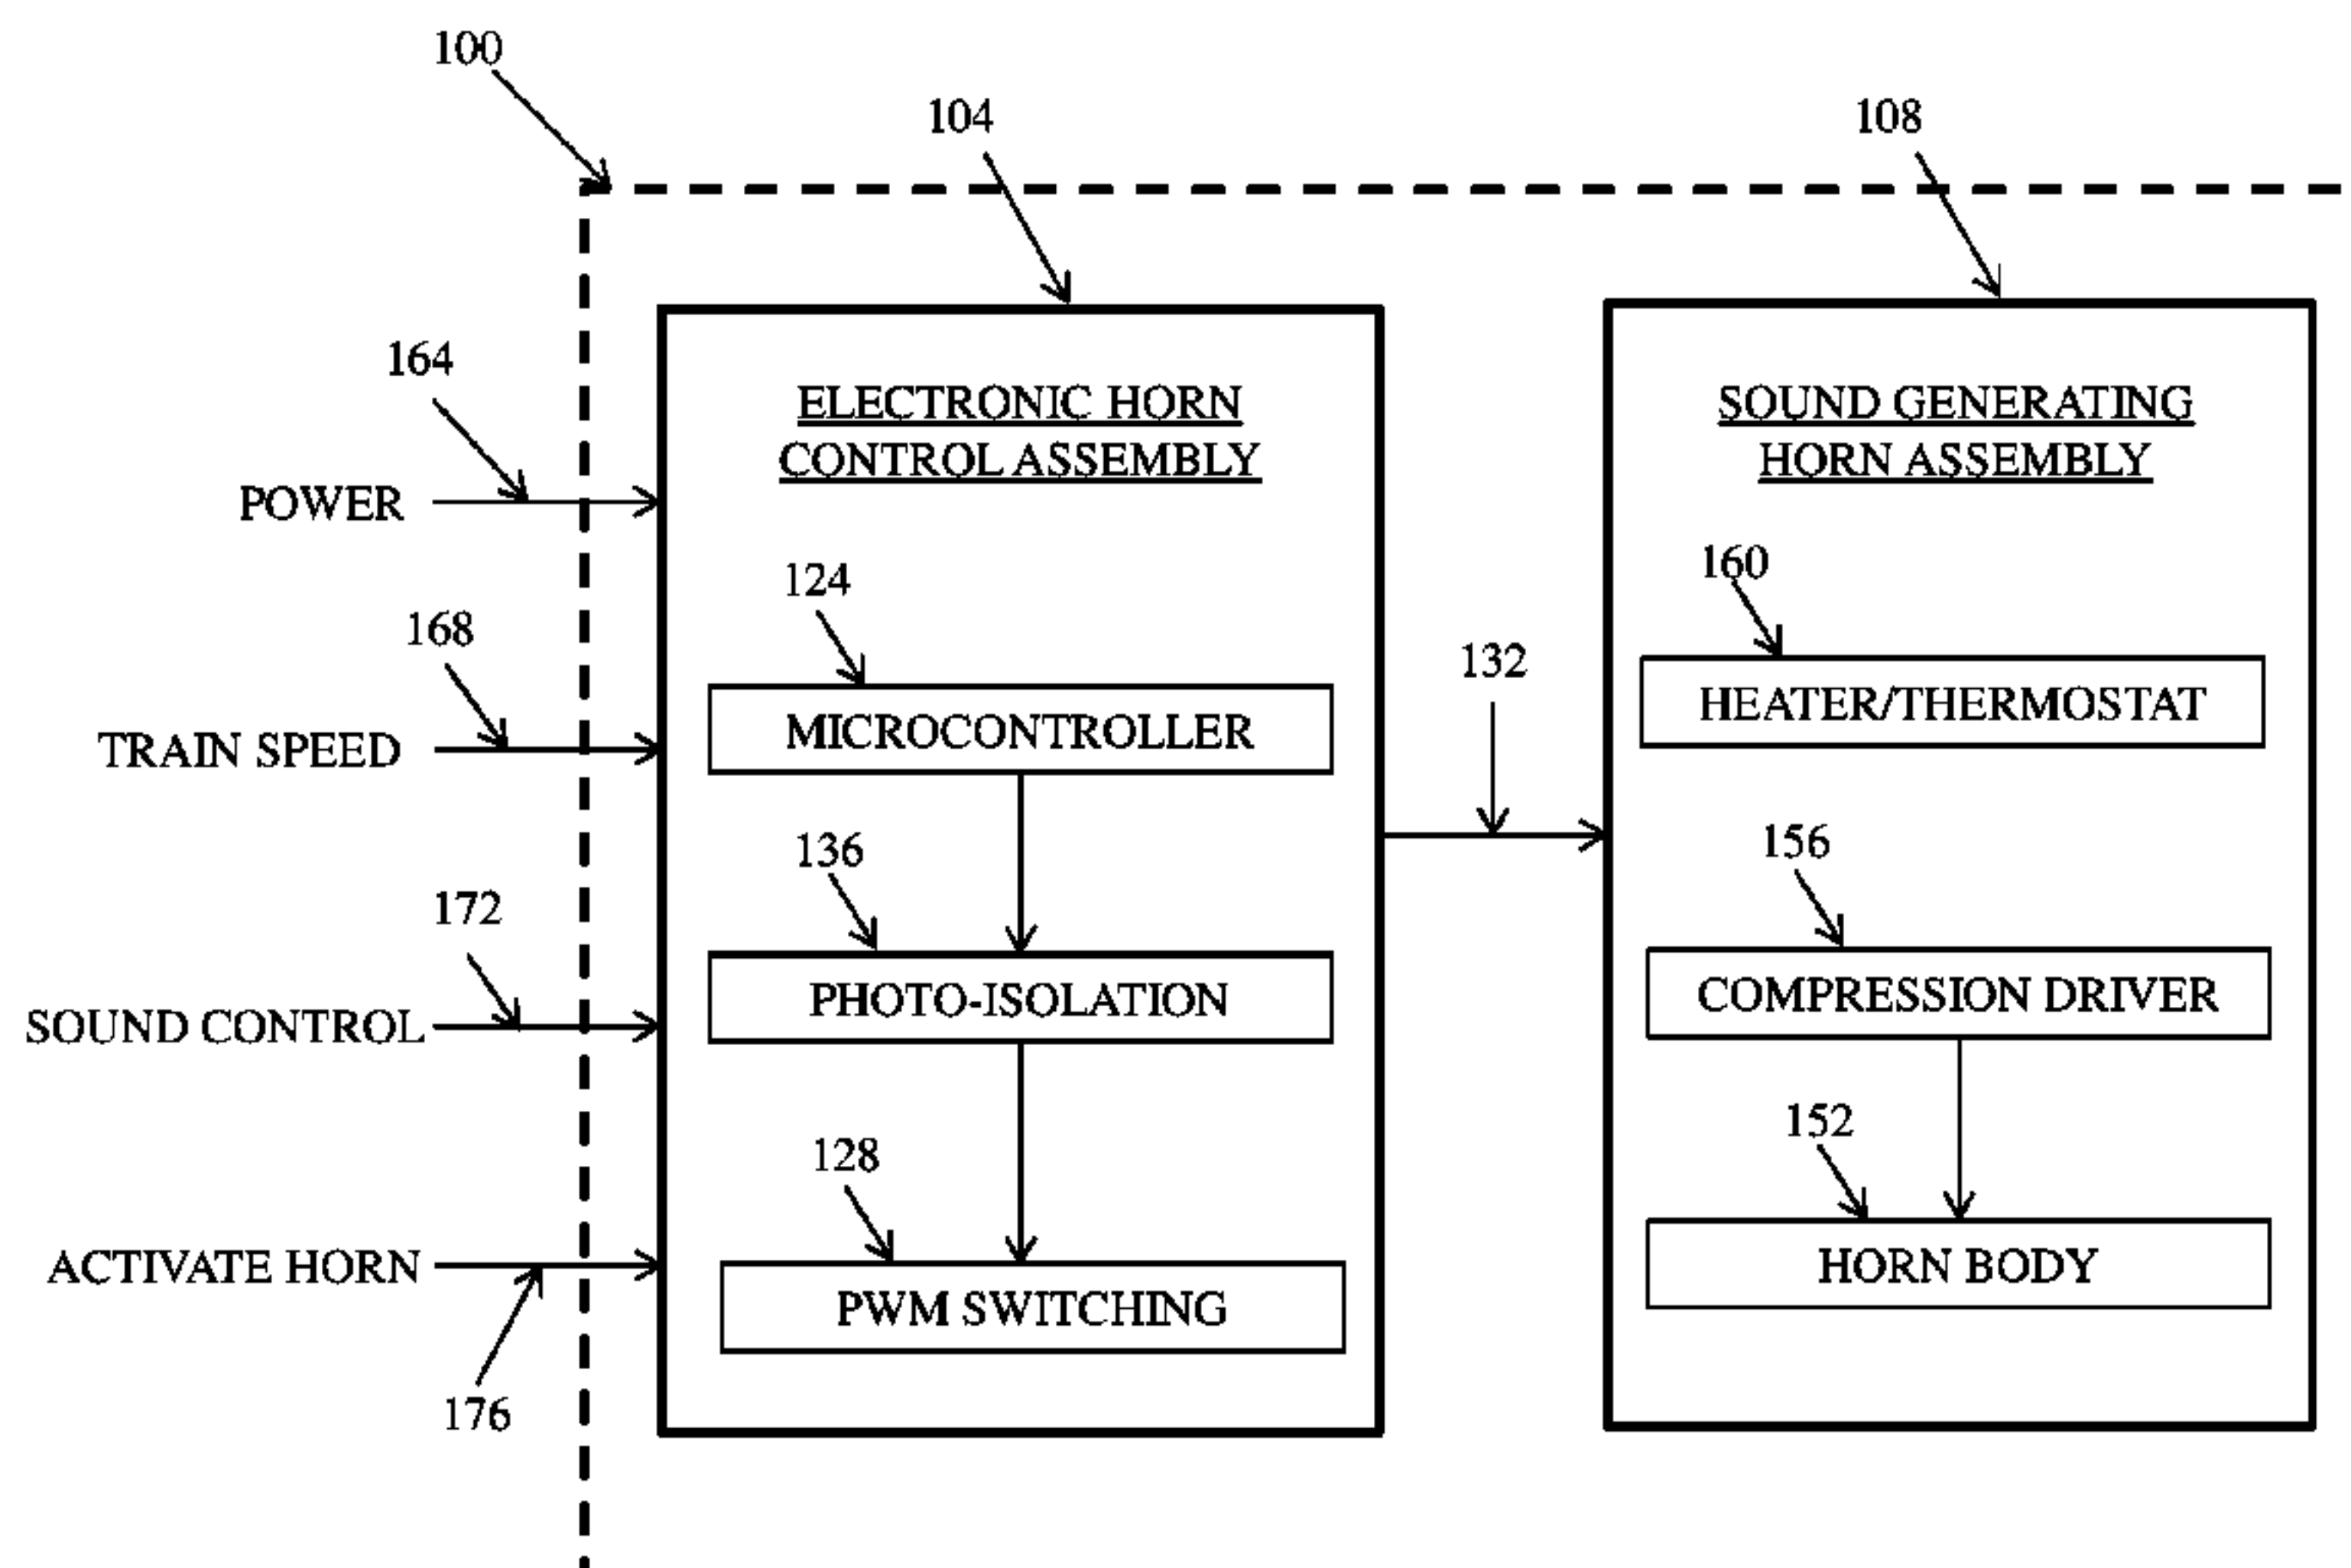 100
104
108
164
ELECTRONIC HORN
CONTROL ASSEMBLY
SOUND GENERATING
HORN ASSEMBLY
POWER
124
160
168
132
MICROCONTROLLER
HEATER/THERMOSTAT
TRAIN SPEED
136
156
172
PHOTO-ISOLATION
COMPRESSION DRIVER
SOUND CONTROL
128
152
ACTIVATE HORN
PWM SWITCHING
HORN BODY
176